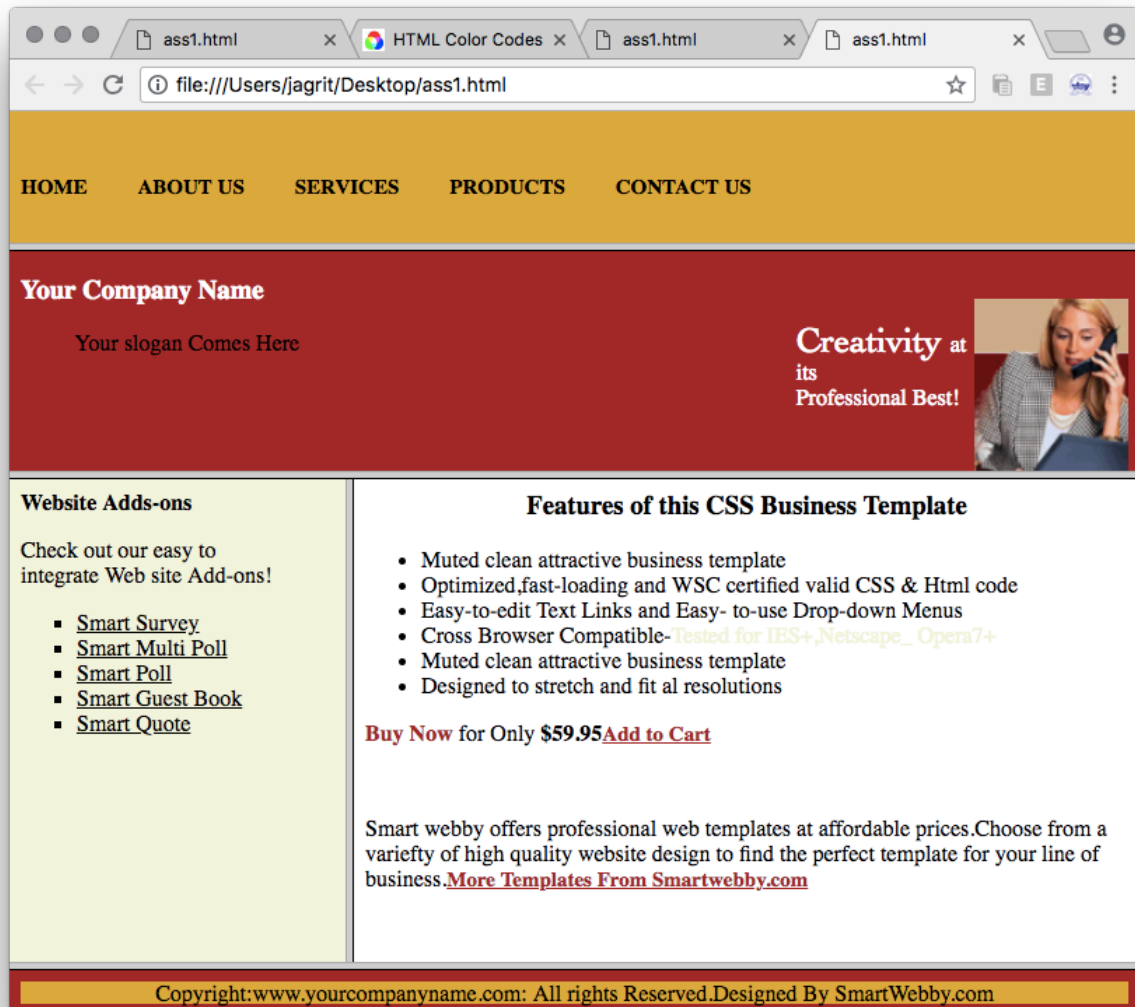 ass1.html
HTML Color Codes
ass1.html
ass1.html
file:///Users/jagrit/Desktop/ass1.html
E
HOME ABOUT US SERVICES PRODUCTS CONTACT US
Your Company Name
Your slogan Comes Here
Creativity at
its
Professional Best!
Website Adds-ons
Check out our easy to
integrate Web site Add-ons!
Smart Survey
Smart Multi Poll
Smart Poll
Smart Guest Book
Smart Quote
Features of this CSS Business Template
Muted clean attractive business template
Optimized,fast-loading and WSC certified valid CSS & Html code
Easy-to-edit Text Links and Easy- to-use Drop-down Menus
Cross Browser Compatible-Tested for IES+,Netscape_ Opera7+
Muted clean attractive business template
Designed to stretch and fit al resolutions
Buy Now for Only $59.95Add to Cart
Smart webby offers professional web templates at affordable prices.Choose from a
variefty of high quality website design to find the perfect template for your line of
business.More Templates From Smartwebby.com
Copyright:www.yourcompanyname.com: All rights Reserved.Designed By SmartWebby.com